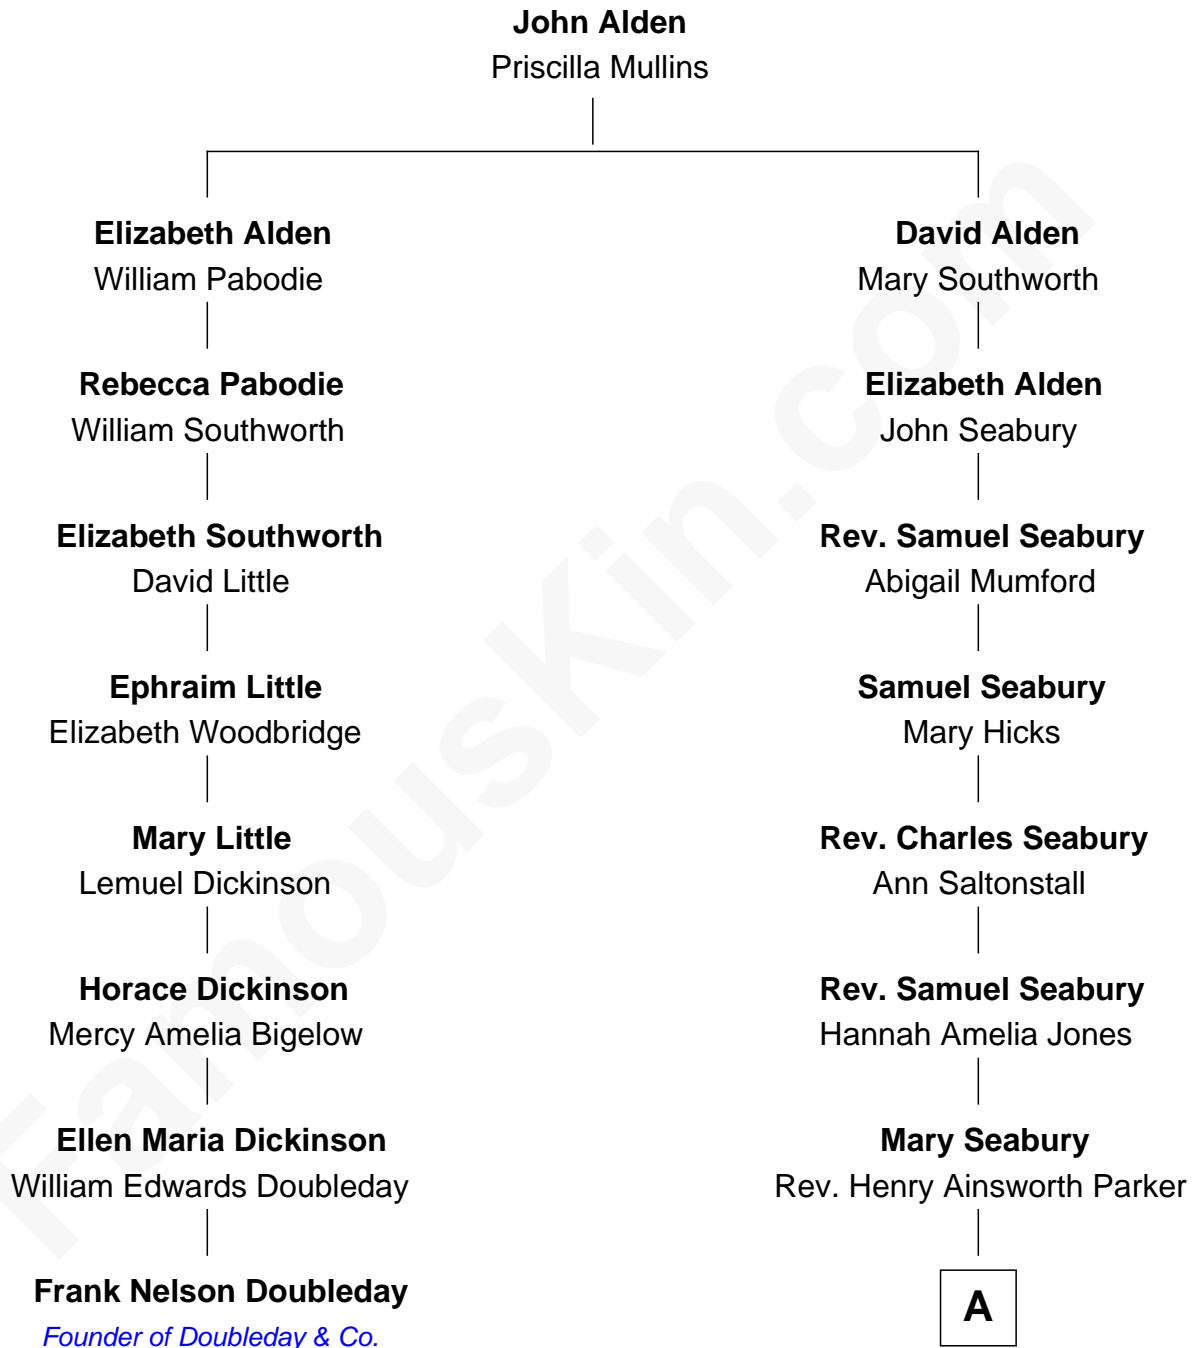 John Alden
Priscilla Mullins
Elizabeth Alden
William Pabodie
David Alden
Mary Southworth
Rebecca Pabodie
William Southworth
Elizabeth Alden
John Seabury
Elizabeth Southworth
David Little
Rev. Samuel Seabury
Abigail Mumford
Ephraim Little
Elizabeth Woodbridge
Samuel Seabury
Mary Hicks
Mary Little
Lemuel Dickinson
Rev. Charles Seabury
Ann Saltonstall
Horace Dickinson
Mercy Amelia Bigelow
Rev. Samuel Seabury
Hannah Amelia Jones
Ellen Maria Dickinson
William Edwards Doubleday
Mary Seabury
Rev. Henry Ainsworth Parker
Frank Nelson Doubleday
Founder of Doubleday & Co.
A
FamousKin.com